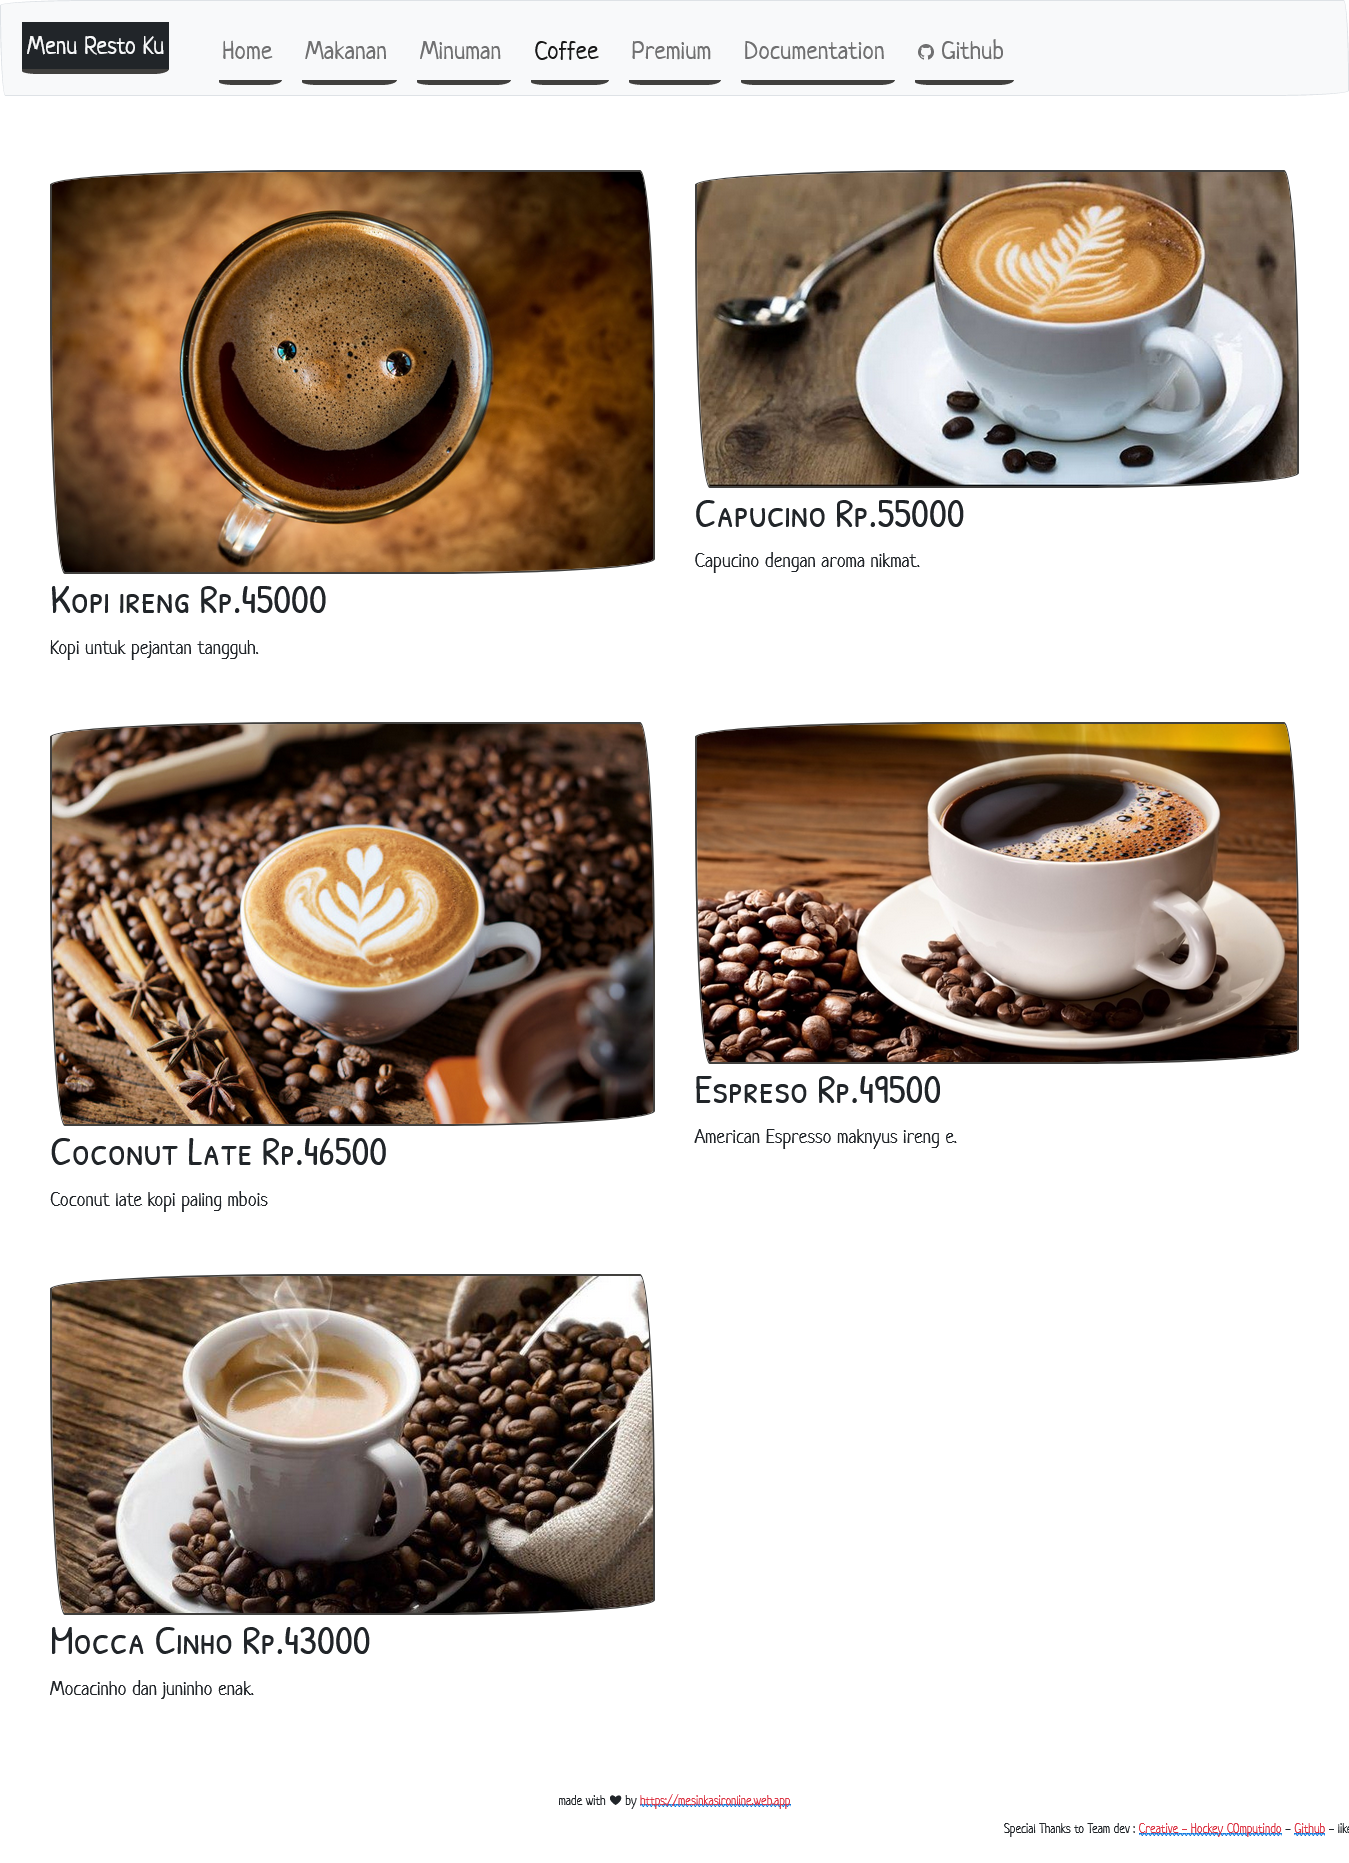 Menu Resto Ku
Home Makanan Minuman Coffee Premium Documentation Github
Kopi ireng Rp.45000
Kopi untuk pejantan tangguh.
Capucino Rp.55000
Capucino dengan aroma nikmat.
Coconut Late Rp.46500
Coconut late kopi paling mbois
Espreso Rp.49500
American Espresso maknyus ireng e.
Mocca Cinho Rp.43000
Mocacinho dan juninho enak.
made with ♥ by https://mesinkasironline.web.app
Special Thanks to Team dev : Creative - Hockey COmputindo - Github - like